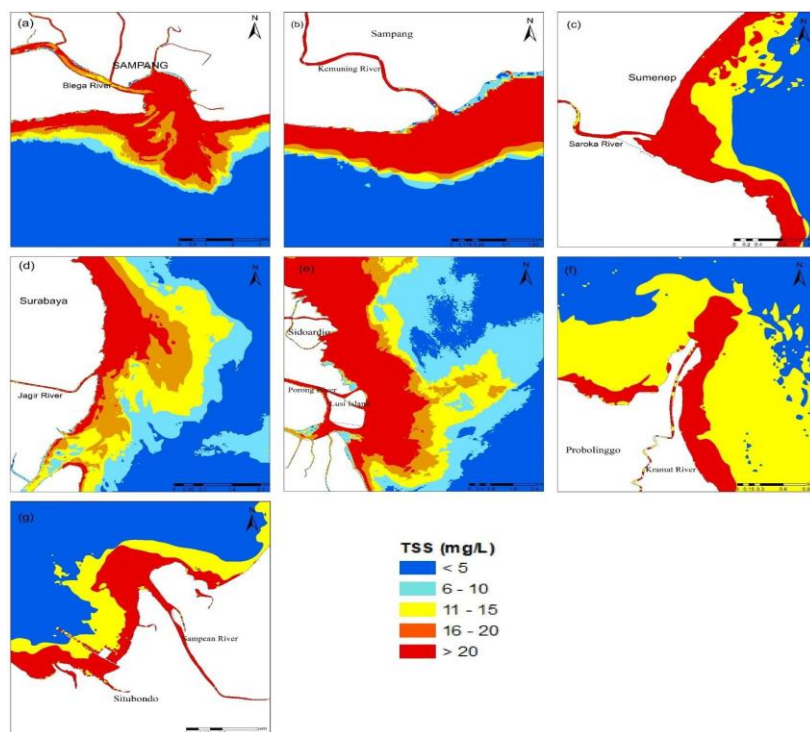 (a)
N
SAMPANG
Blega River
(b)
N
Sampang
Kemuning River
(c)
N
Sumenep
Saroka River
(d)
N
Surabaya
Jagir River
(e)
N
Sidoardjo
Porong River
Lusi Island
(f)
N
Probolinggo
Kramat River
(g)
N
Sampean River
Situbondo
TSS (mg/L)
< 5
6 - 10
11 - 15
16 - 20
> 20